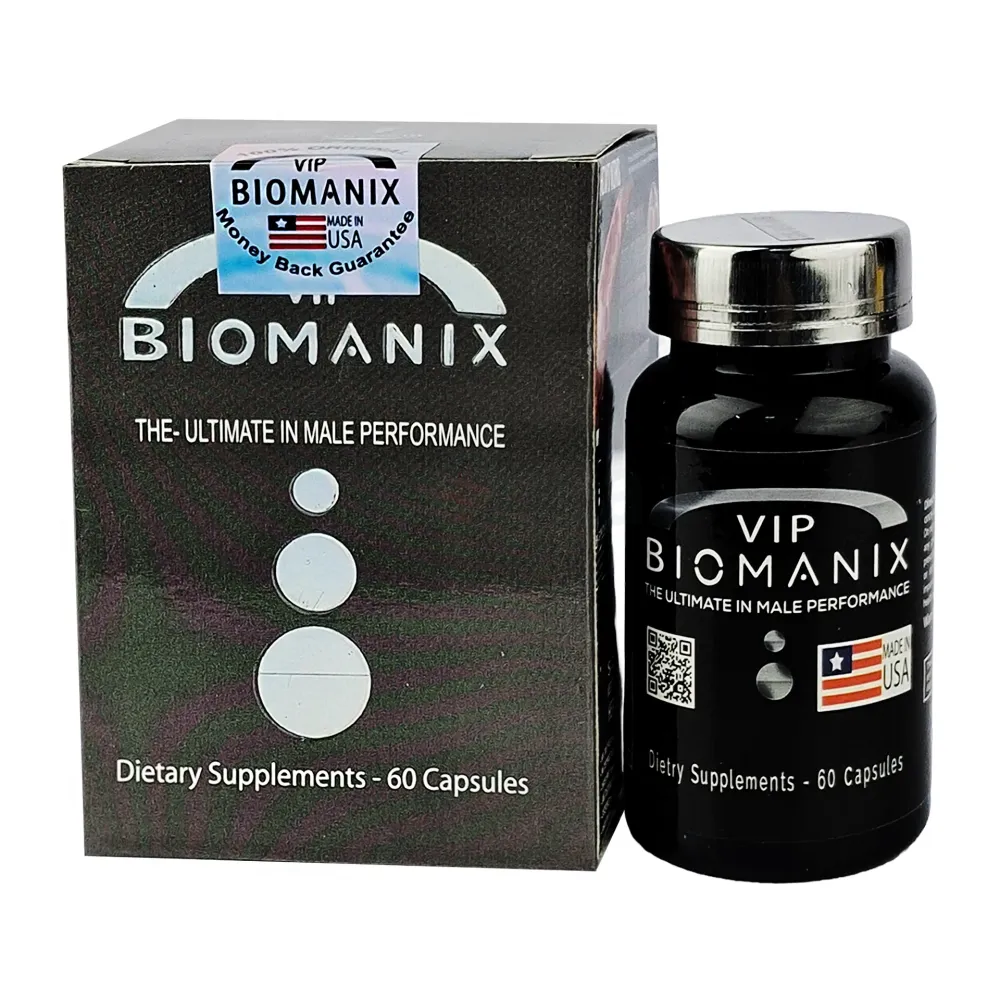 100% ORIGINAL
VIP
BIOMANIX
MADE IN
USA
Money Back Guarantee
VIP
BIOMANIX
THE- ULTIMATE IN MALE PERFORMANCE
Dietary Supplements - 60 Capsules
VIP
BIOMANIX
THE ULTIMATE IN MALE PERFORMANCE
MADE IN
USA
Dietry Supplements - 60 Capsules